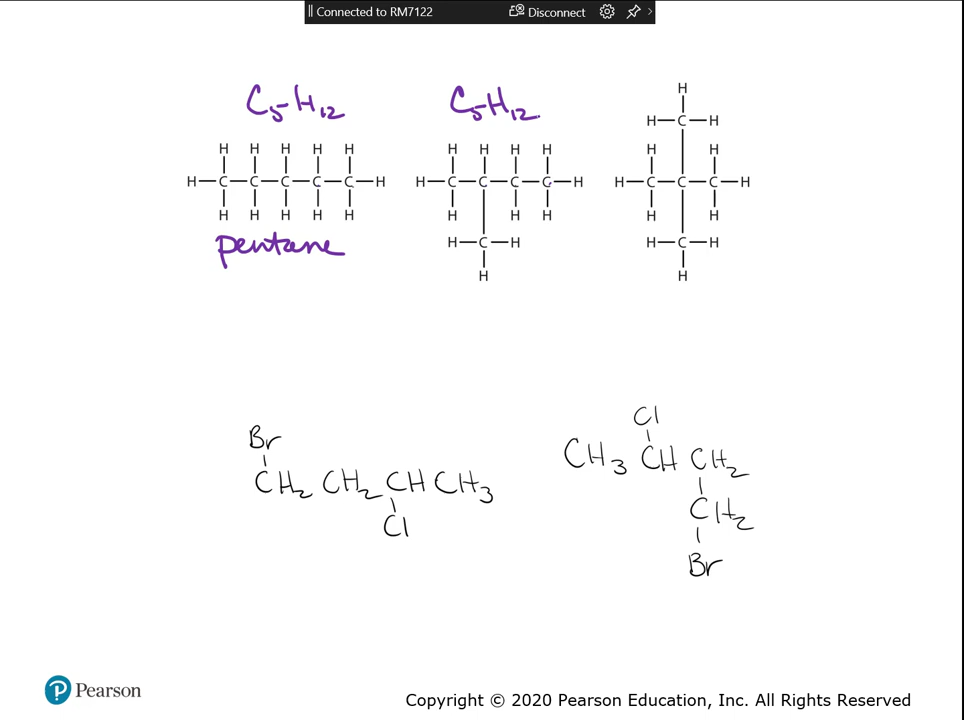 Connected to RM7122 Disconnect
C5H12 C5H12
H
H—C—H
H H H H H H H H H H H
H—C—C—C—C—C—H H—C—C—C—C—H H—C—C—C—H
H H H H H H H H H H
pentane H—C—H H—C—H
H H
Br
CH2 CH2 CH CH3
Cl
Cl
CH3 CH CH2
CH2
Br
Pearson
Copyright © 2020 Pearson Education, Inc. All Rights Reserved